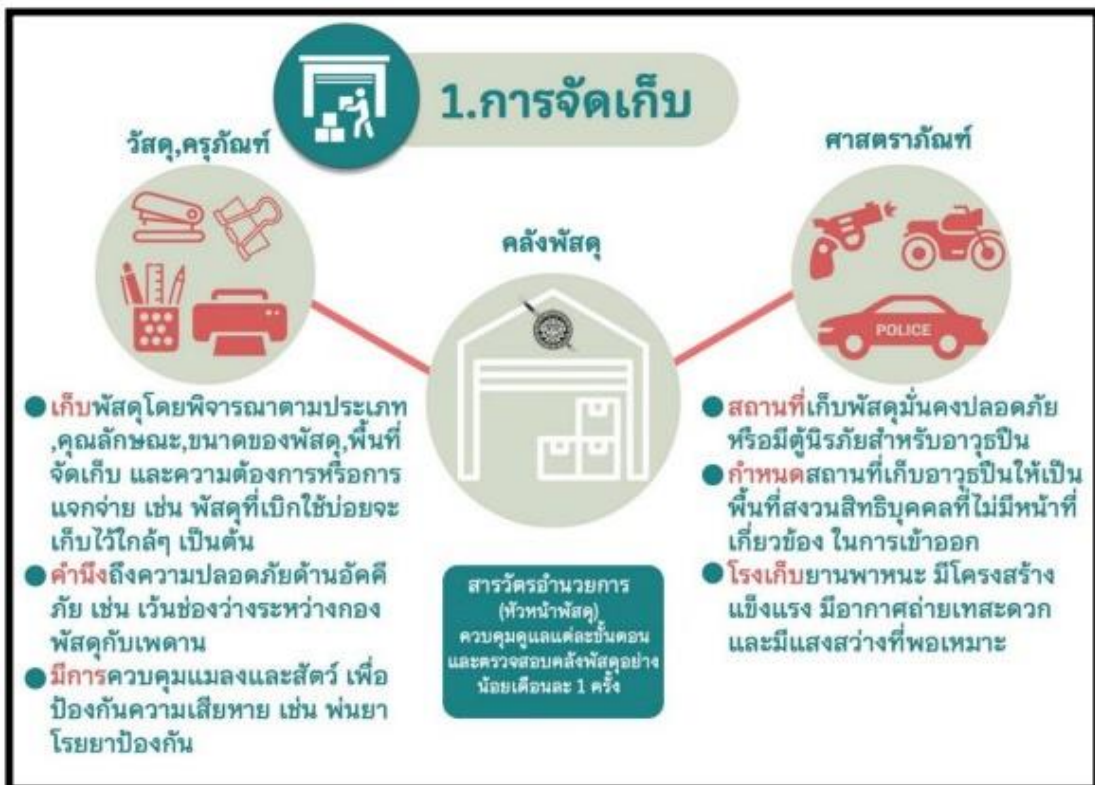 1.การจัดเก็บ
วัสดุ,ครุภัณฑ์
เก็บพัสดุโดยพิจารณาตามประเภท
,คุณลักษณะ,ขนาดของพัสดุ,พื้นที่
จัดเก็บ และความต้องการหรือการ
แจกจ่าย เช่น พัสดุที่เบิกใช้บ่อยจะ
เก็บไว้ใกล้ๆ เป็นต้น
คำนึงถึงความปลอดภัยด้านอัคคี
ภัย เช่น เว้นช่องว่างระหว่างกอง
พัสดุกับเพดาน
มีการควบคุมแมลงและสัตว์ เพื่อ
ป้องกันความเสียหาย เช่น พ่นยา
โรยยาป้องกัน
คลังพัสดุ
สารวัตรอำนวยการ
(หัวหน้าพัสดุ)
ควบคุมดูแลแต่ละขั้นตอน
และตรวจสอบคลังพัสดุอย่าง
น้อยเดือนละ 1 ครั้ง
ศาสตราภัณฑ์
POLICE
สถานที่เก็บพัสดุมั่นคงปลอดภัย
หรือมีตู้นิรภัยสำหรับอาวุธปืน
กำหนดสถานที่เก็บอาวุธปืนให้เป็น
พื้นที่สงวนสิทธิบุคคลที่ไม่มีหน้าที่
เกี่ยวข้อง ในการเข้าออก
โรงเก็บยานพาหนะ มีโครงสร้าง
แข็งแรง มีอากาศถ่ายเทสะดวก
และมีแสงสว่างที่พอเหมาะ